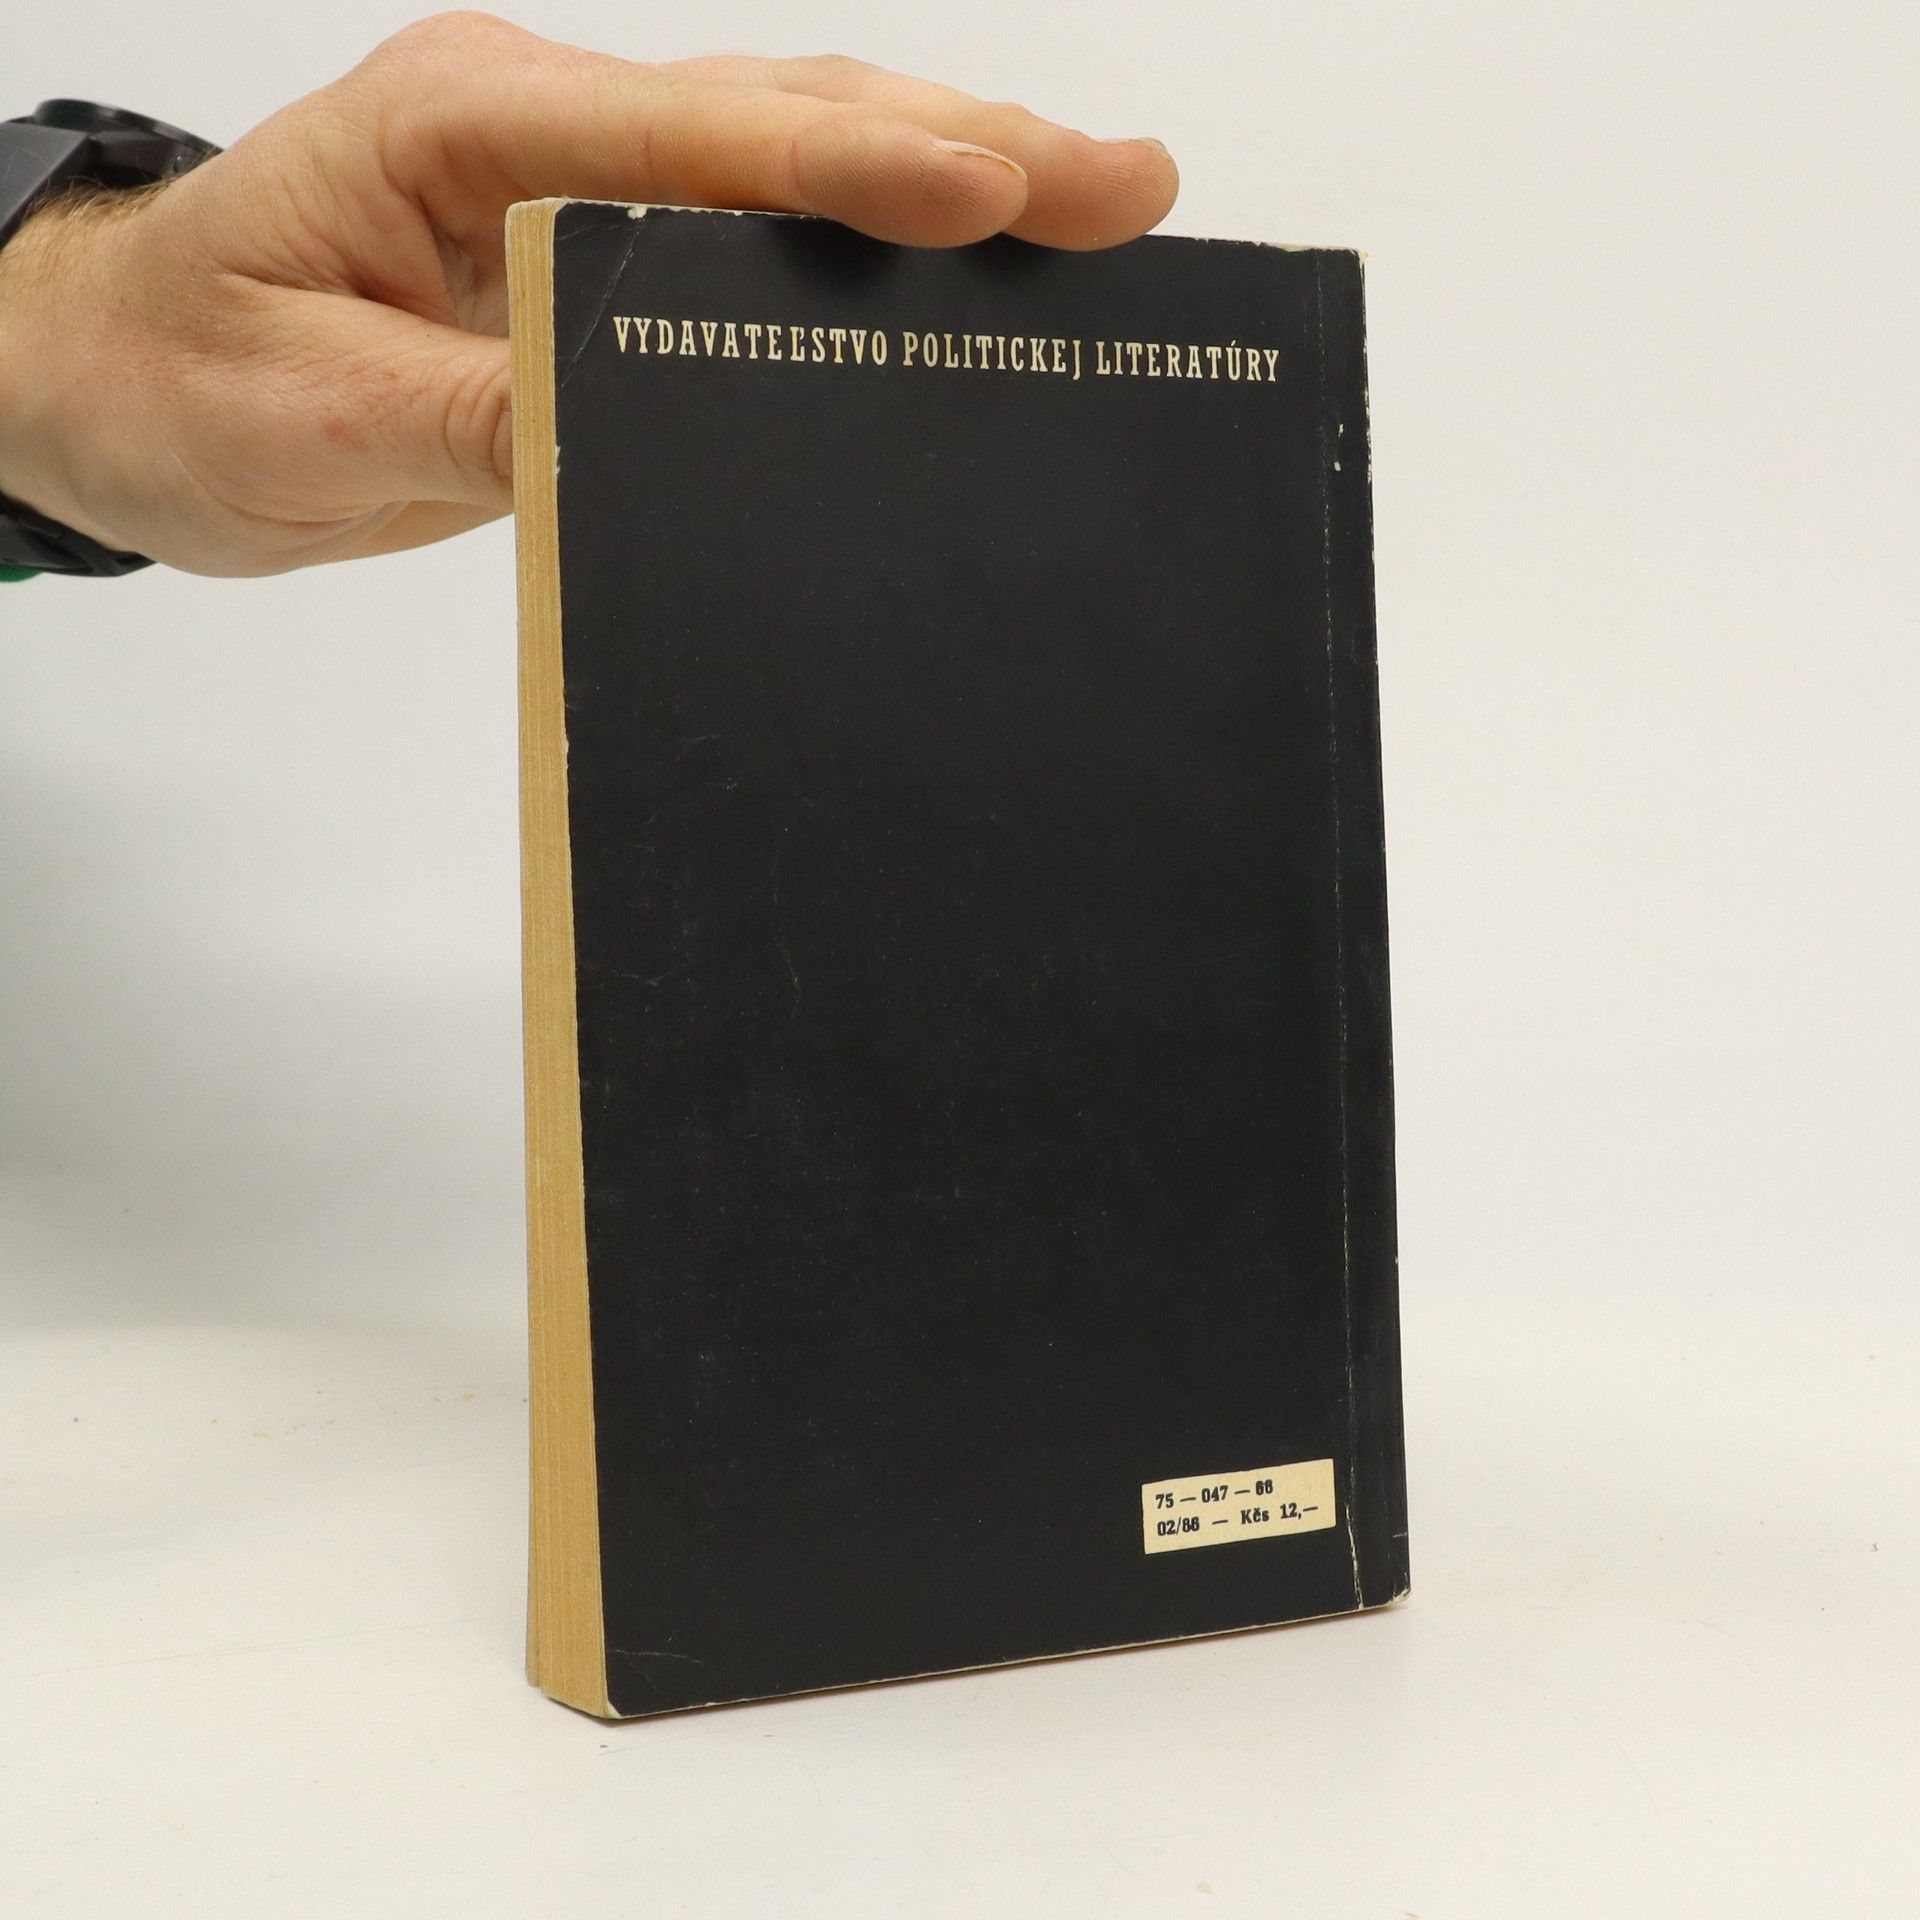 VYDAVATEĽSTVO POLITICKEJ LITERATÚRY
75 — 047 — 66
02/66 — Kčs 12,—